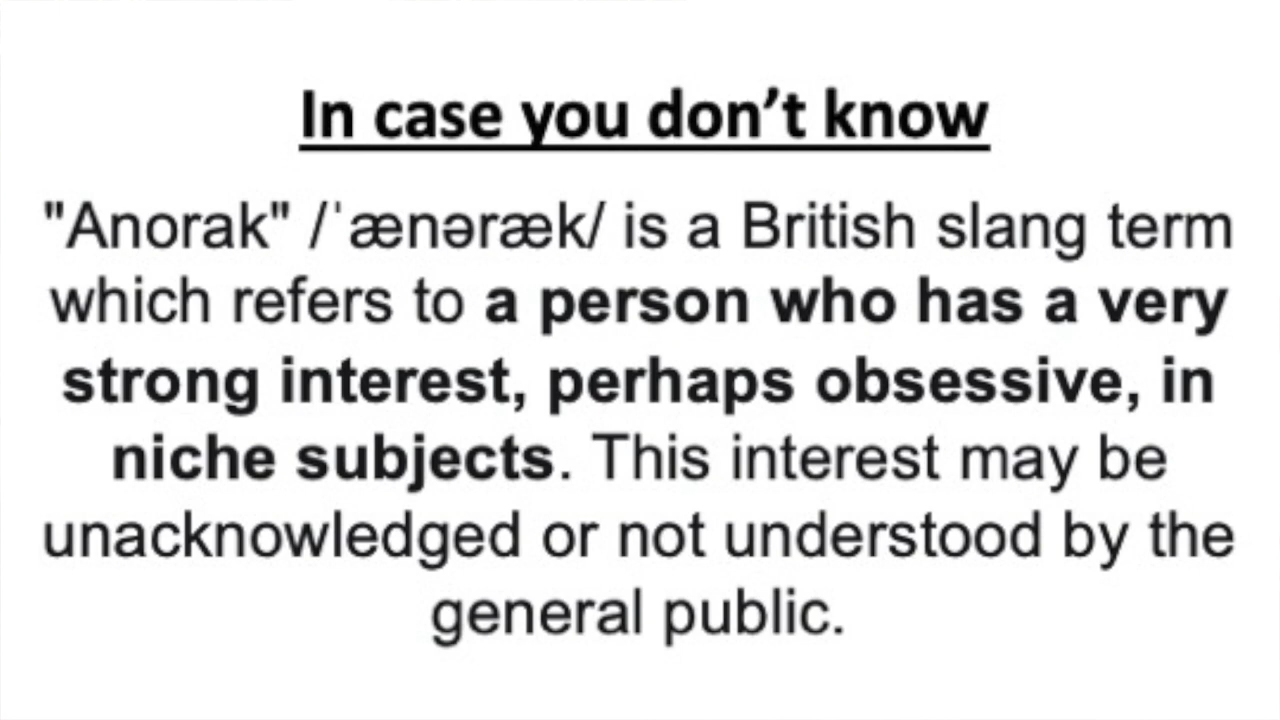 In case you don’t know
"Anorak" /ˈænəræk/ is a British slang term
which refers to a person who has a very
strong interest, perhaps obsessive, in
niche subjects. This interest may be
unacknowledged or not understood by the
general public.